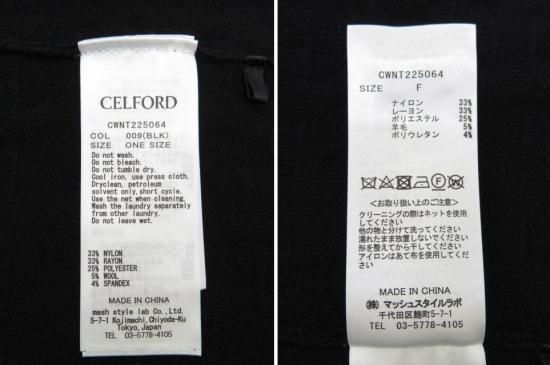 CELFORD
CWNT225064
COL 009(BLK)
SIZE ONE SIZE
Do not wash.
Do not bleach.
Do not tumble dry.
Cool iron, use press cloth.
Dryclean, petroleum
solvent only, short cycle.
Use the net when cleaning.
Wash the laundry separately
from other laundry.
Do not leave wet.
33% NYLON
33% RAYON
25% POLYESTER
5% WOOL
4% SPANDEX
MADE IN CHINA
mash style lab Co., Ltd.
5-7-1 Kojimachi, Chiyoda-Ku
Tokyo, Japan
TEL 03-5778-4105
CWNT225064
SIZE F
ナイロン 33%
レーヨン 33%
ポリエステル 25%
羊毛 5%
ポリウレタン 4%
<お取り扱い上のご注意>
クリーニングの際はネットを使用
してください
他の物と分けて洗ってください
濡れたまま放置しないでください
形を整えてから干してください
アイロンはあて布を使用してくだ
さい
MADE IN CHINA
(株) マッシュスタイルラボ
千代田区麹町5-7-1
TEL 03-5778-4105